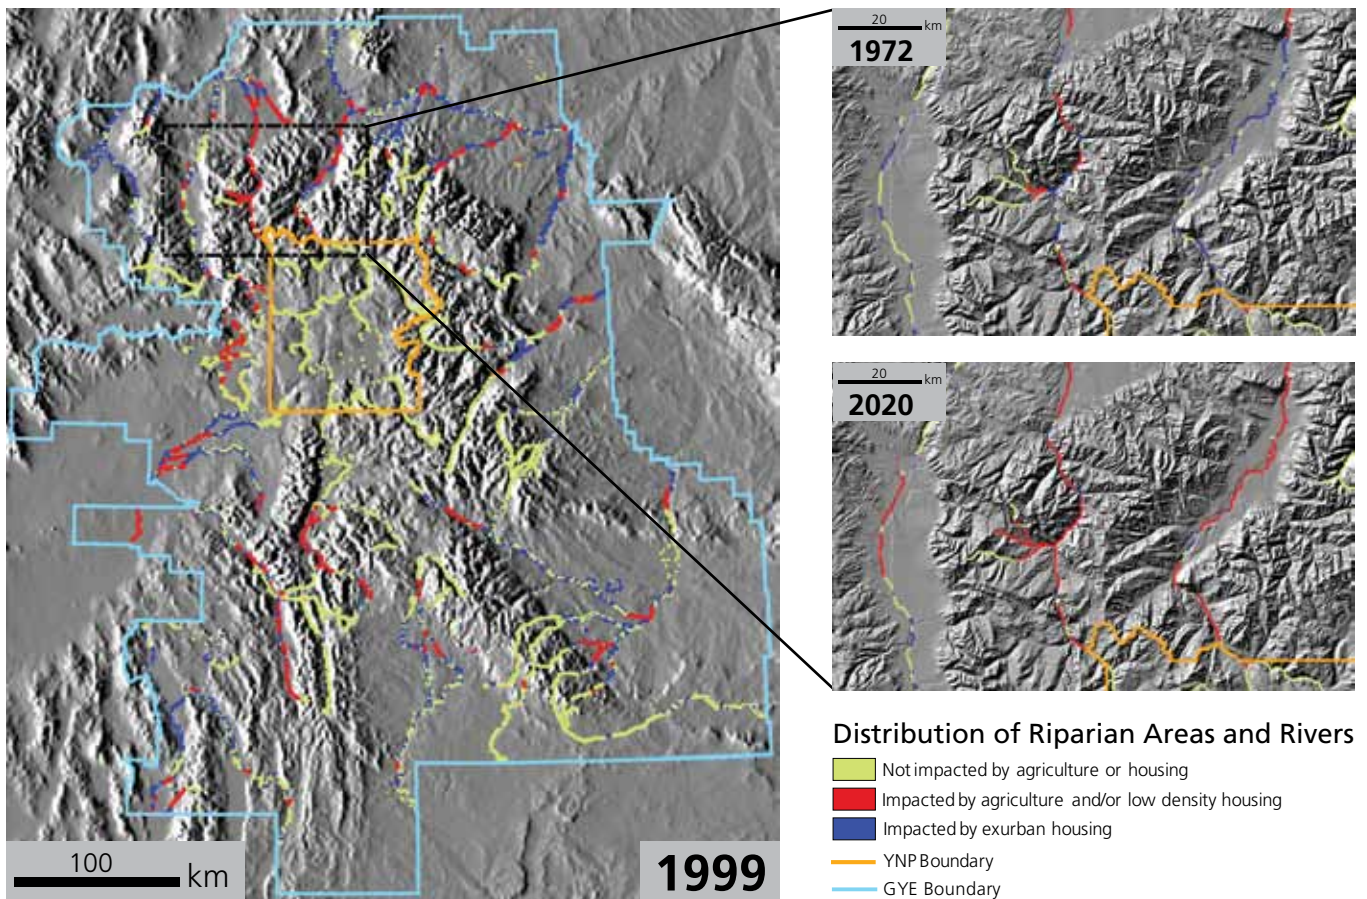 20
km
1972
20
km
2020
Distribution of Riparian Areas and Rivers
Not impacted by agriculture or housing
Impacted by agriculture and/or low density housing
Impacted by exurban housing
YNP Boundary
GYE Boundary
100
km
1999